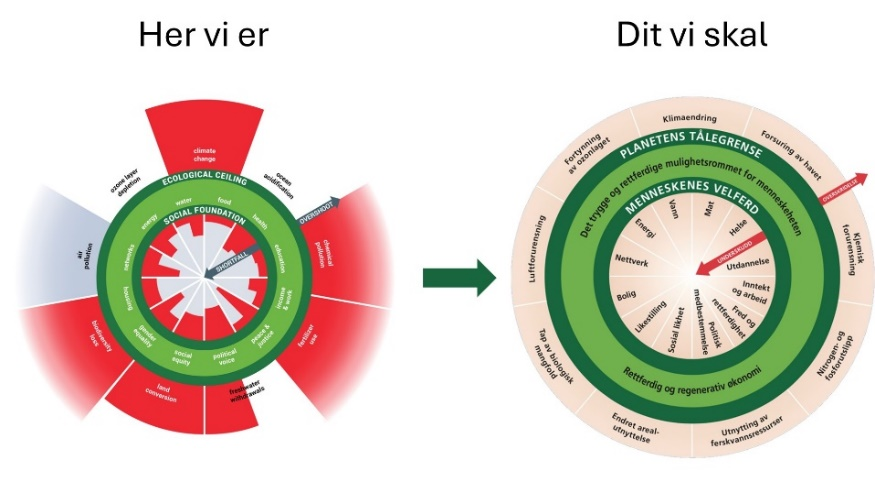 Her vi er
Dit vi skal
climate
change
ocean
acidification
chemical
pollution
fertilizer
use
freshwater
withdrawals
land
conversion
biodiversity
loss
air
pollution
ozone layer
depletion
ECOLOGICAL CEILING
OVERSHOOT
water
food
health
education
income
& work
peace &
justice
political
voice
social
equity
gender
equality
housing
networks
energy
SOCIAL FOUNDATION
SHORTFALL
Klimaendring
Forsuring av havet
Kjemisk
forurensning
Nitrogen- og
fosforutslipp
Utnytting av
ferskvannsressurser
Endret areal-
utnyttelse
Tap av biologisk
mangfold
Luftforurensning
Fortynning
av ozonlaget
PLANETENS TÅLEGRENSE
OVERSKRIDELSE
Det trygge og rettferdige mulighetsrommet for menneskeheten
MENNESKENES VELFERD
Vann
Mat
Helse
UNDERSKUDD
Utdannelse
Inntekt
og arbeid
Fred og
rettferdighet
Politisk
medbestemmelse
Sosial likhet
Likestilling
Bolig
Nettverk
Energi
Rettferdig og regenerativ økonomi